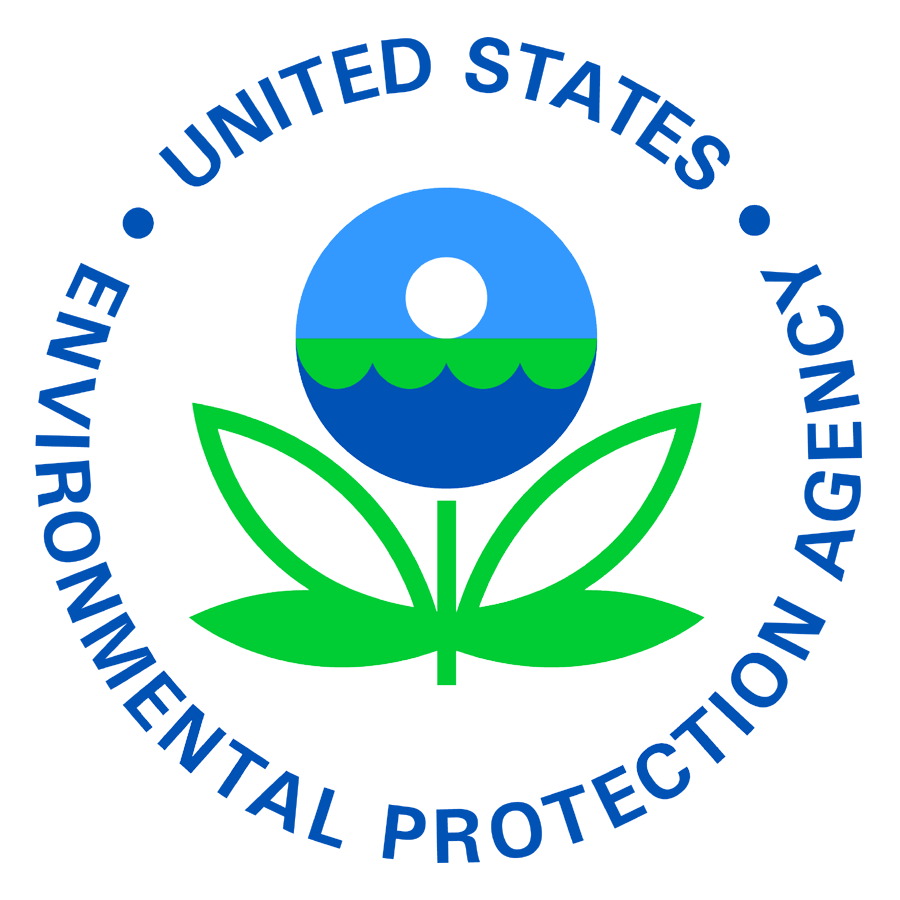 UNITED STATES
ENVIRONMENTAL PROTECTION AGENCY